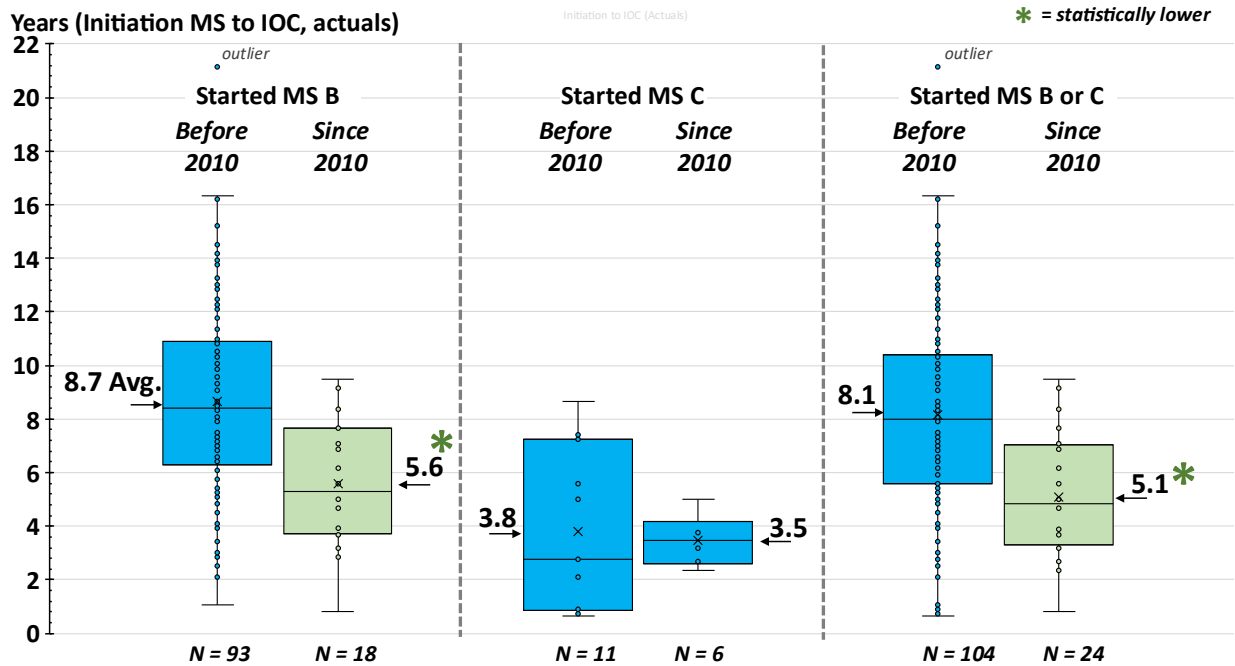 Years (Initiation MS to IOC, actuals)
Initiation to IOC (Actuals)
* = statistically lower
22
20
18
16
14
12
10
8
6
4
2
0
outlier
Started MS B
Before
2010
Since
2010
8.7 Avg.
5.6
*
N = 93
N = 18
Started MS C
Before
2010
Since
2010
3.8
3.5
N = 11
N = 6
outlier
Started MS B or C
Before
2010
Since
2010
8.1
5.1
*
N = 104
N = 24